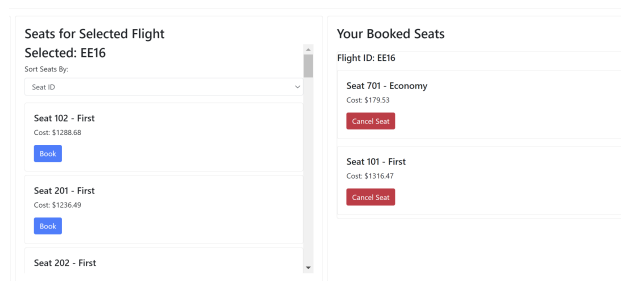 Seats for Selected Flight
Selected: EE16
Sort Seats By:
Seat ID
Seat 102 - First
Cost: $1288.68
Book
Seat 201 - First
Cost: $1236.49
Book
Seat 202 - First
Your Booked Seats
Flight ID: EE16
Seat 701 - Economy
Cost: $179.53
Cancel Seat
Seat 101 - First
Cost: $1316.47
Cancel Seat